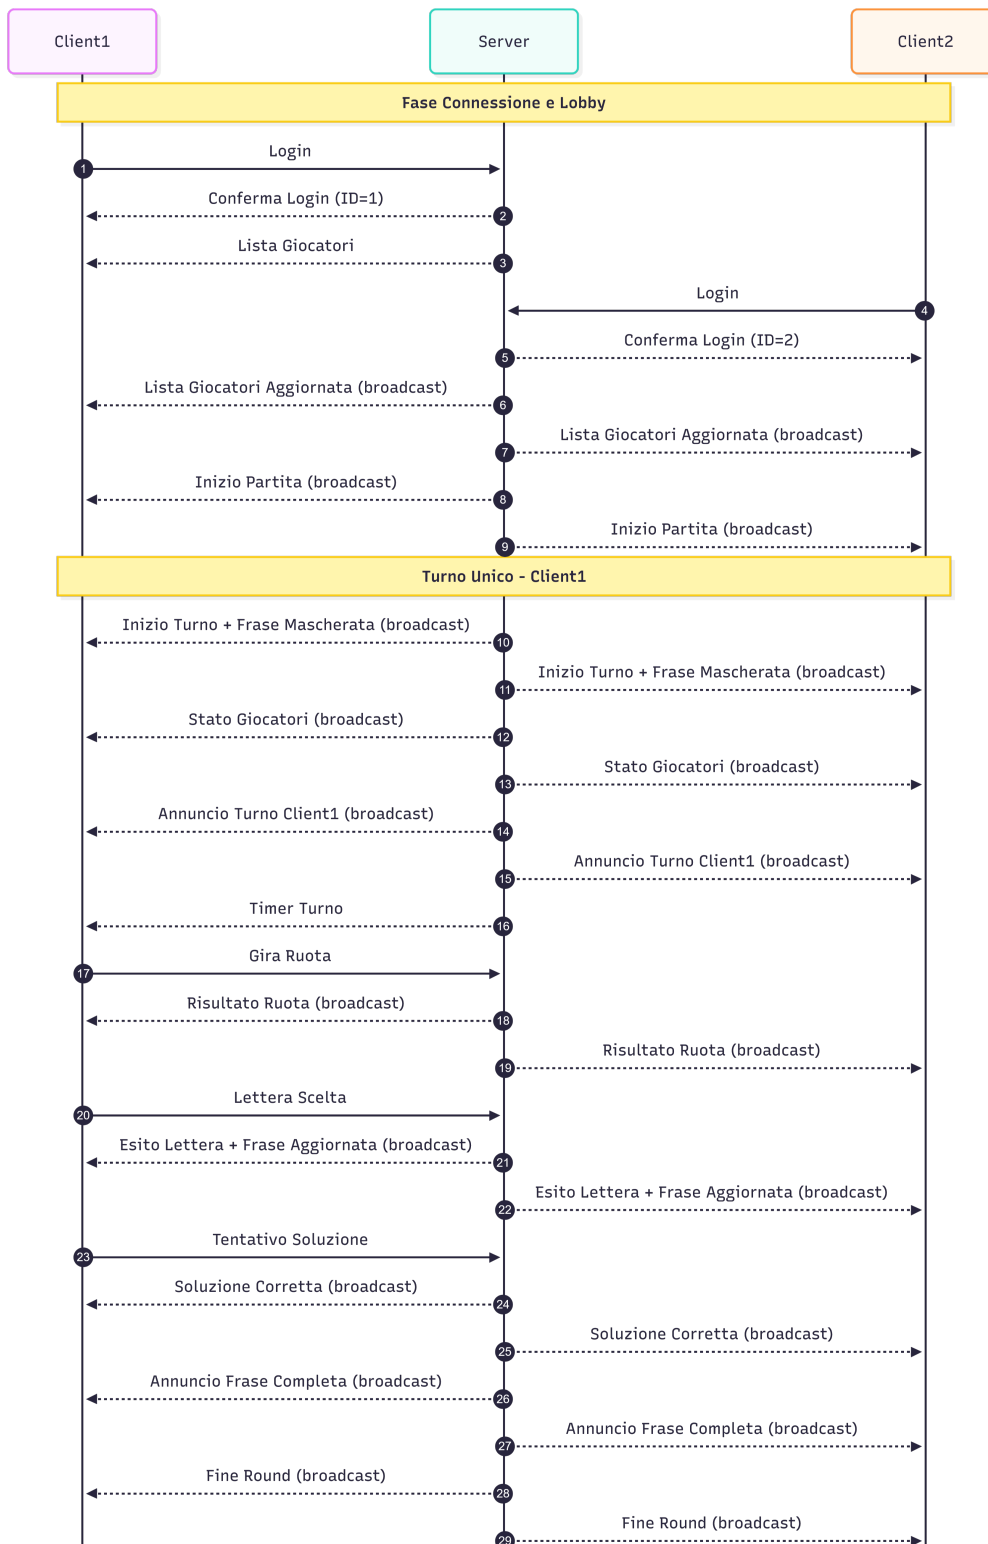 Client1
Server
Client2
Fase Connessione e Lobby
Login
1
Conferma Login (ID=1)
2
Lista Giocatori
3
Login
4
Conferma Login (ID=2)
5
Lista Giocatori Aggiornata (broadcast)
6
Lista Giocatori Aggiornata (broadcast)
7
Inizio Partita (broadcast)
8
Inizio Partita (broadcast)
9
Turno Unico - Client1
Inizio Turno + Frase Mascherata (broadcast)
10
Inizio Turno + Frase Mascherata (broadcast)
11
Stato Giocatori (broadcast)
12
Stato Giocatori (broadcast)
13
Annuncio Turno Client1 (broadcast)
14
Annuncio Turno Client1 (broadcast)
15
Timer Turno
16
Gira Ruota
17
Risultato Ruota (broadcast)
18
Risultato Ruota (broadcast)
19
Lettera Scelta
20
Esito Lettera + Frase Aggiornata (broadcast)
21
Esito Lettera + Frase Aggiornata (broadcast)
22
Tentativo Soluzione
23
Soluzione Corretta (broadcast)
24
Soluzione Corretta (broadcast)
25
Annuncio Frase Completa (broadcast)
26
Annuncio Frase Completa (broadcast)
27
Fine Round (broadcast)
28
Fine Round (broadcast)
29